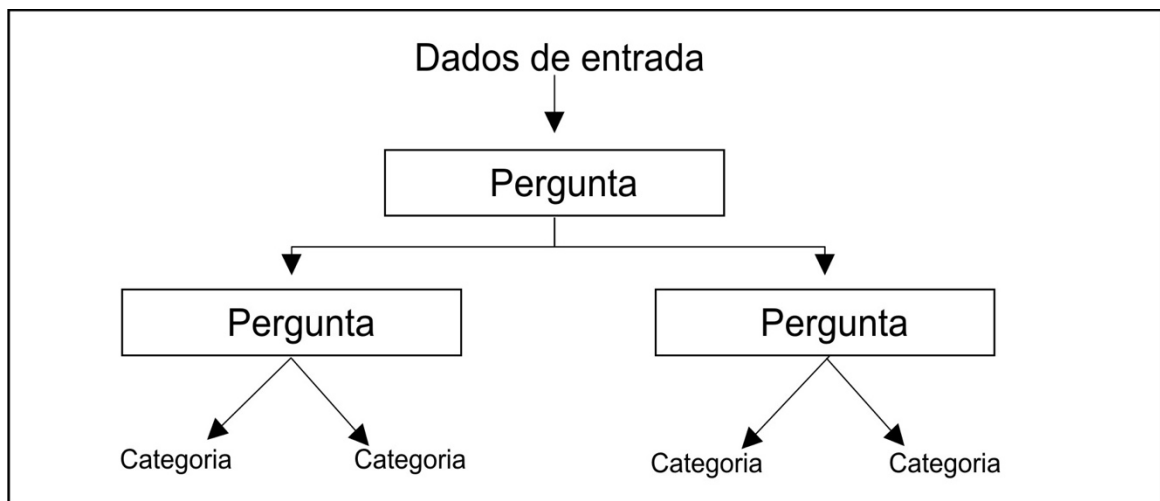 Dados de entrada
Pergunta
Pergunta
Pergunta
Categoria
Categoria
Categoria
Categoria